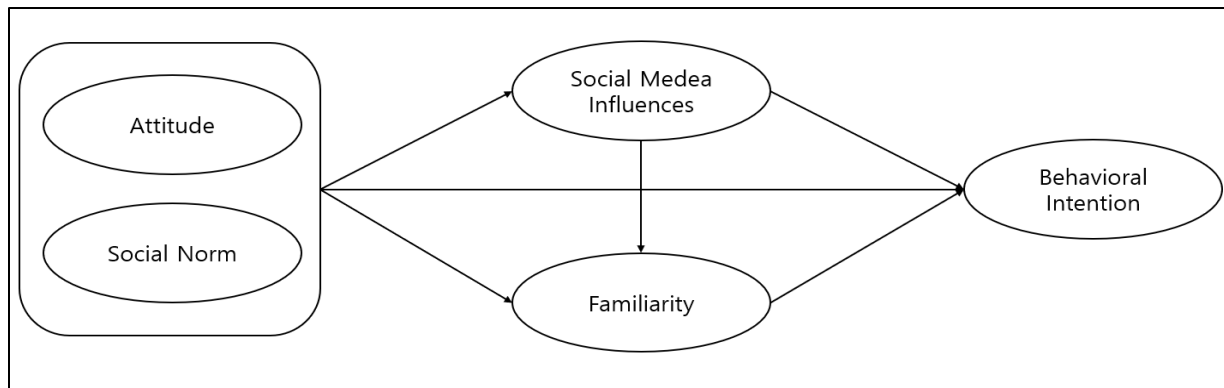 Attitude
Social Norm
Social Medea
Influences
Familiarity
Behavioral
Intention